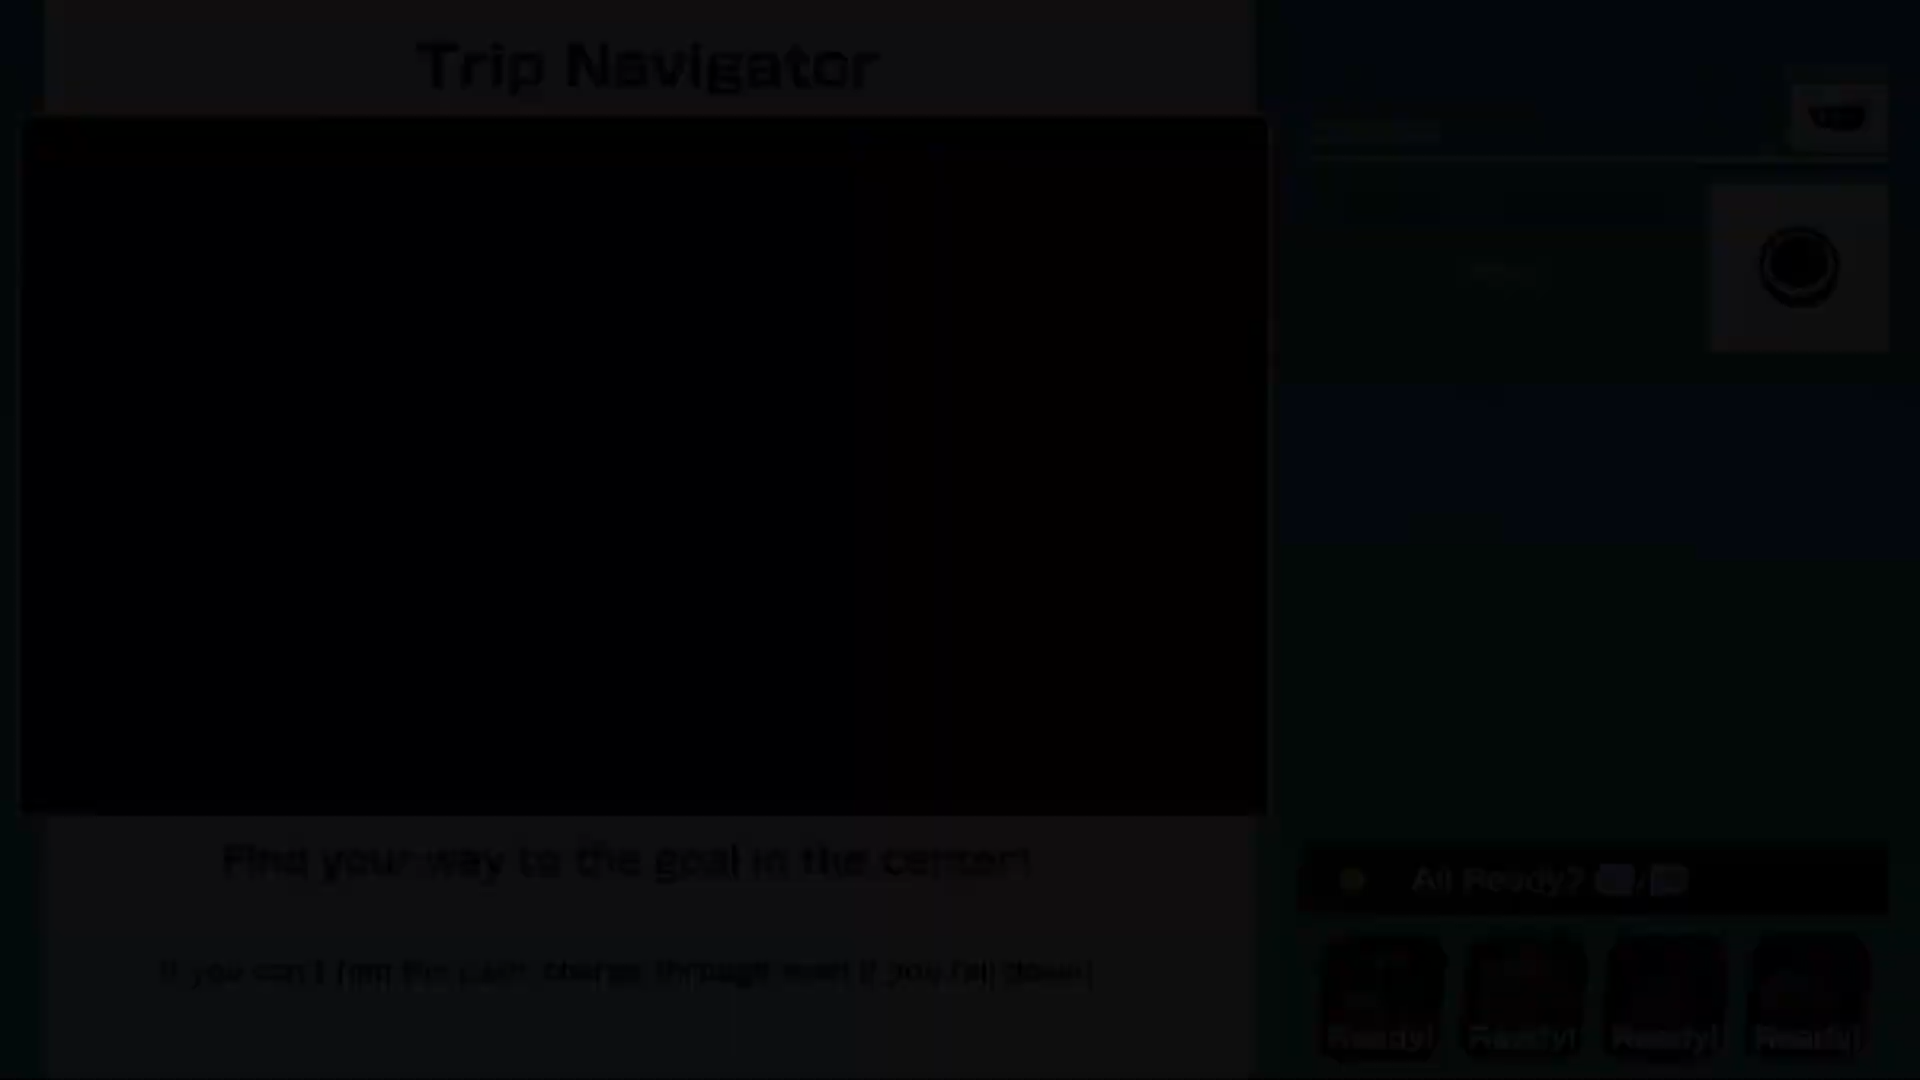 Trip Navigator
Find your way to the goal in the center!
If you can't find the path, charge through even if you fall down!
All Ready?
Ready!
Ready!
Ready!
Ready!